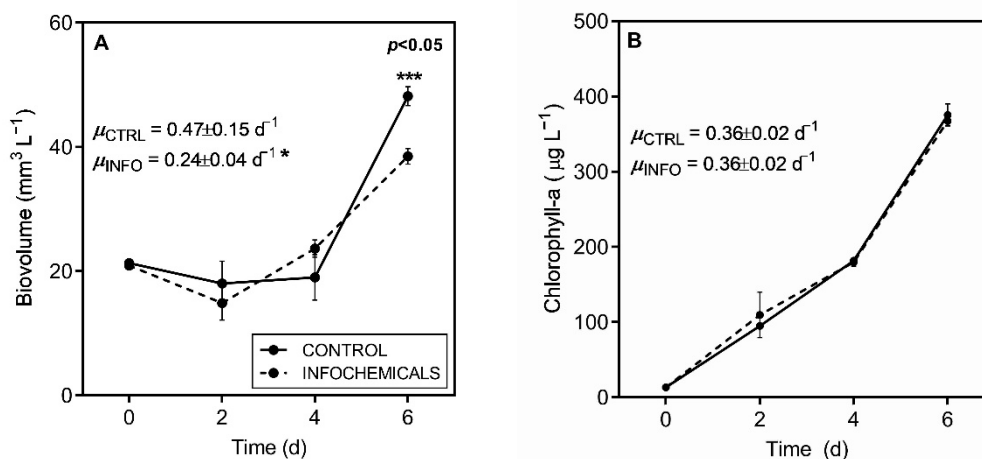 A
p<0.05
***
μCTRL = 0.47±0.15 d⁻¹
μINFO = 0.24±0.04 d⁻¹ *
Biovolume (mm³ L⁻¹)
60
40
20
0
CONTROL
INFOCHEMICALS
0 2 4 6
Time (d)
B
μCTRL = 0.36±0.02 d⁻¹
μINFO = 0.36±0.02 d⁻¹
Chlorophyll-a ( µg L⁻¹)
500
400
300
200
100
0
0 2 4 6
Time (d)